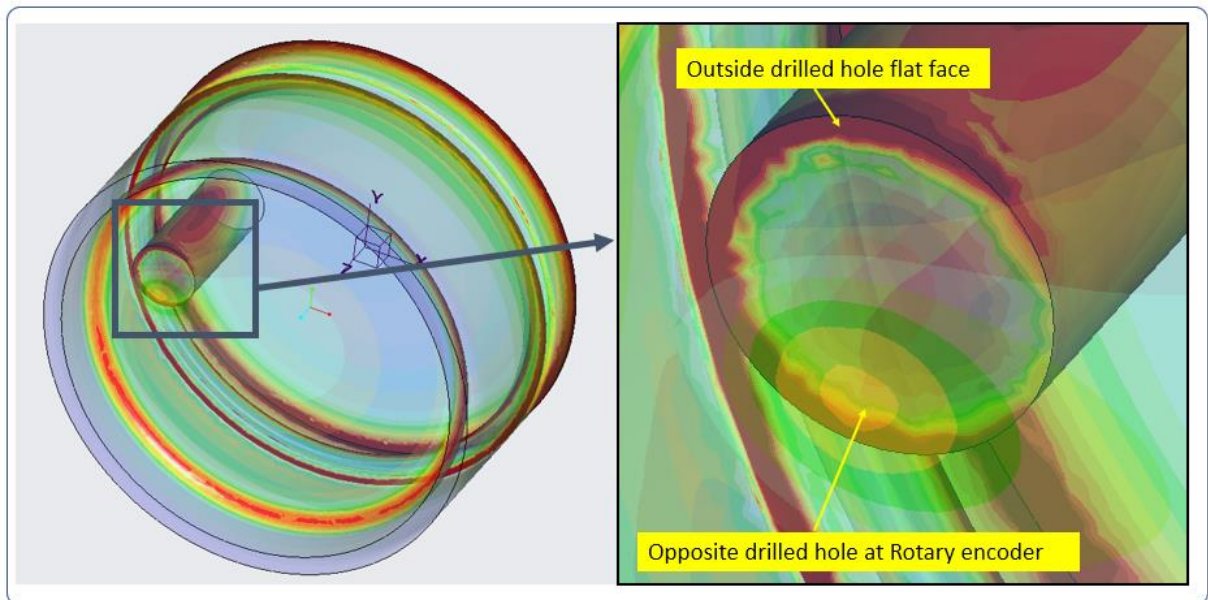 Outside drilled hole flat face
Y
Z
Opposite drilled hole at Rotary encoder